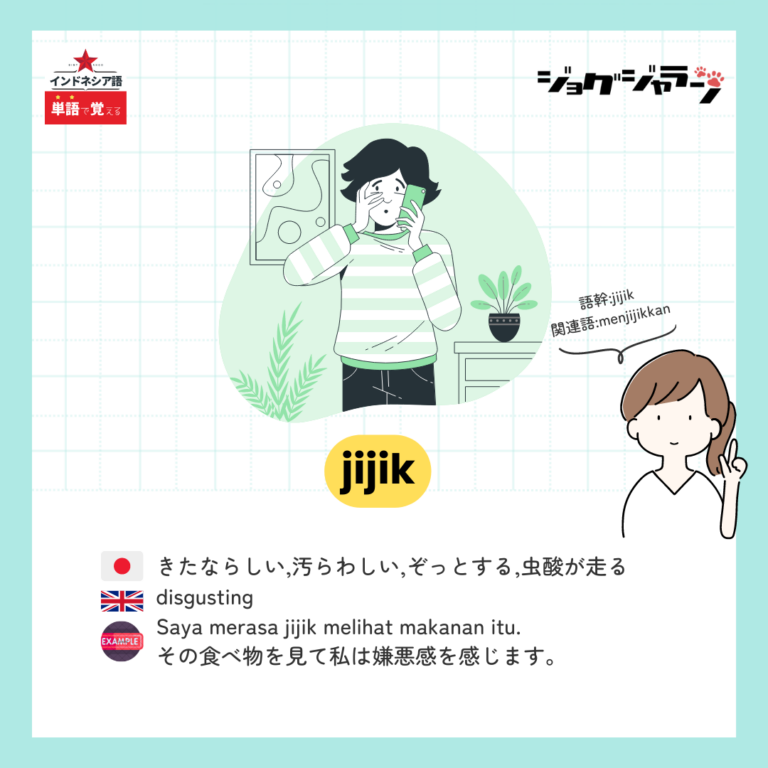 インドネシア語
単語で覚える
ジョグジャラーン
語幹:jijik
関連語:menjijikkan
jijik
きたならしい,汚らわしい,ぞっとする,虫酸が走る
disgusting
EXAMPLE
Saya merasa jijik melihat makanan itu.
その食べ物を見て私は嫌悪感を感じます。